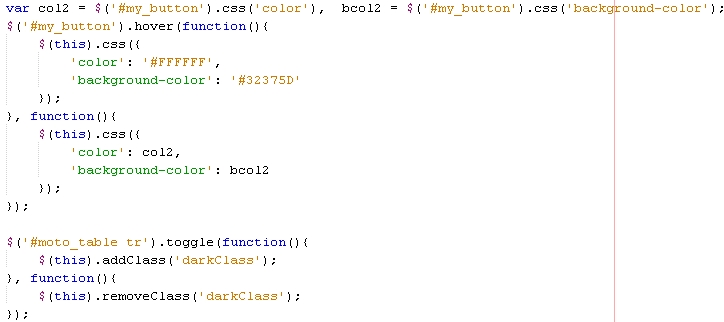 var col2 = $('#my_button').css('color'),  bcol2 = $('#my_button').css('background-color');
$('#my_button').hover(function(){
    $(this).css({
        'color': '#FFFFFF',
        'background-color': '#32375D'
    });
}, function(){
    $(this).css({
        'color': col2,
        'background-color': bcol2
    });
});

$('#moto_table tr').toggle(function(){
    $(this).addClass('darkClass');
}, function(){
    $(this).removeClass('darkClass');
});